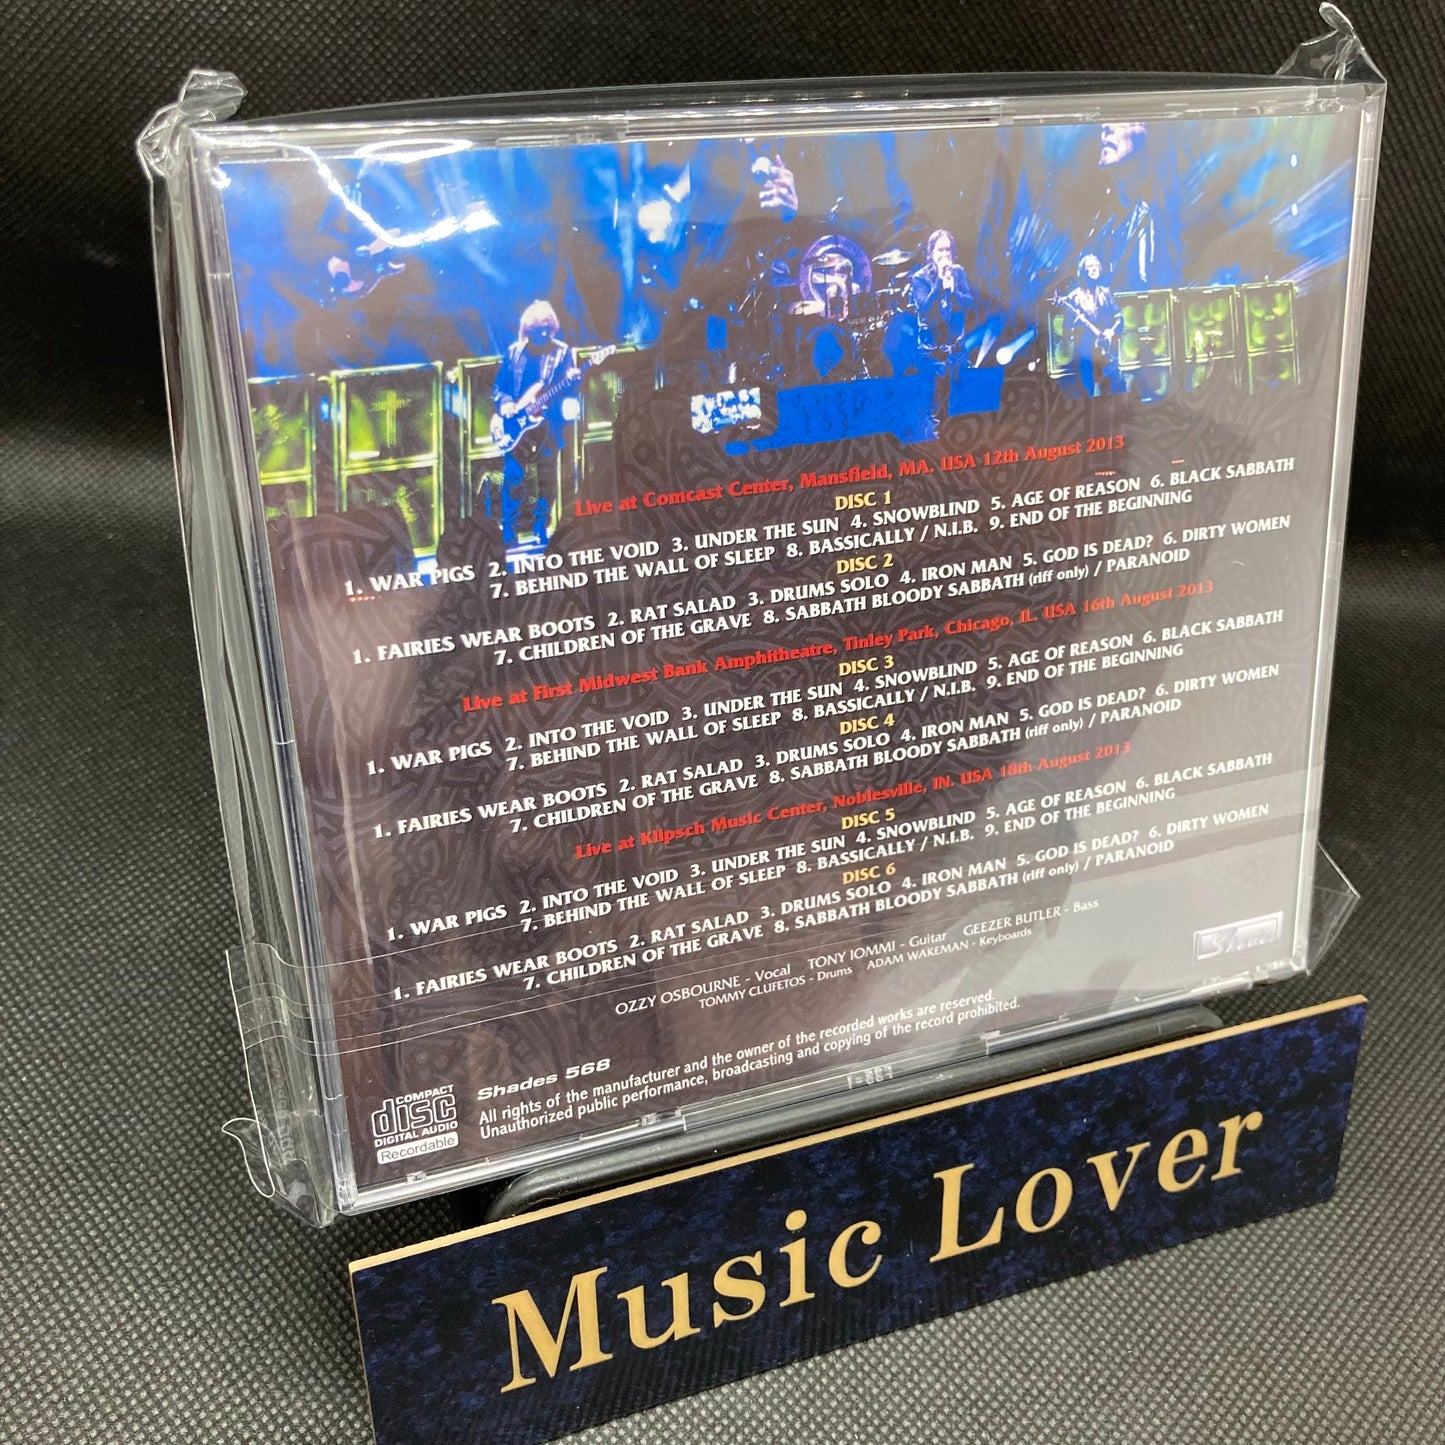 Live at Comcast Center, Mansfield, MA. USA 12th August 2013
DISC 1
1. WAR PIGS 2. INTO THE VOID 3. UNDER THE SUN 4. SNOWBLIND 5. AGE OF REASON 6. BLACK SABBATH
7. BEHIND THE WALL OF SLEEP 8. BASSICALLY / N.I.B. 9. END OF THE BEGINNING
DISC 2
1. FAIRIES WEAR BOOTS 2. RAT SALAD 3. DRUMS SOLO 4. IRON MAN 5. GOD IS DEAD? 6. DIRTY WOMEN
7. CHILDREN OF THE GRAVE 8. SABBATH BLOODY SABBATH (riff only) / PARANOID
Live at First Midwest Bank Amphitheatre, Tinley Park, Chicago, IL. USA 16th August 2013
DISC 3
1. WAR PIGS 2. INTO THE VOID 3. UNDER THE SUN 4. SNOWBLIND 5. AGE OF REASON 6. BLACK SABBATH
7. BEHIND THE WALL OF SLEEP 8. BASSICALLY / N.I.B. 9. END OF THE BEGINNING
DISC 4
1. FAIRIES WEAR BOOTS 2. RAT SALAD 3. DRUMS SOLO 4. IRON MAN 5. GOD IS DEAD? 6. DIRTY WOMEN
7. CHILDREN OF THE GRAVE 8. SABBATH BLOODY SABBATH (riff only) / PARANOID
Live at Klipsch Music Center, Noblesville, IN. USA 18th August 2013
DISC 5
1. WAR PIGS 2. INTO THE VOID 3. UNDER THE SUN 4. SNOWBLIND 5. AGE OF REASON 6. BLACK SABBATH
7. BEHIND THE WALL OF SLEEP 8. BASSICALLY / N.I.B. 9. END OF THE BEGINNING
DISC 6
1. FAIRIES WEAR BOOTS 2. RAT SALAD 3. DRUMS SOLO 4. IRON MAN 5. GOD IS DEAD? 6. DIRTY WOMEN
7. CHILDREN OF THE GRAVE 8. SABBATH BLOODY SABBATH (riff only) / PARANOID
OZZY OSBOURNE - Vocal TONY IOMMI - Guitar GEEZER BUTLER - Bass
TOMMY CLUFETOS - Drums ADAM WAKEMAN - Keyboards
Shades
COMPACT
disc
DIGITAL AUDIO
Recordable
Shades 568
All rights of the manufacturer and the owner of the recorded works are reserved.
Unauthorized public performance, broadcasting and copying of the record prohibited.
Music Lover